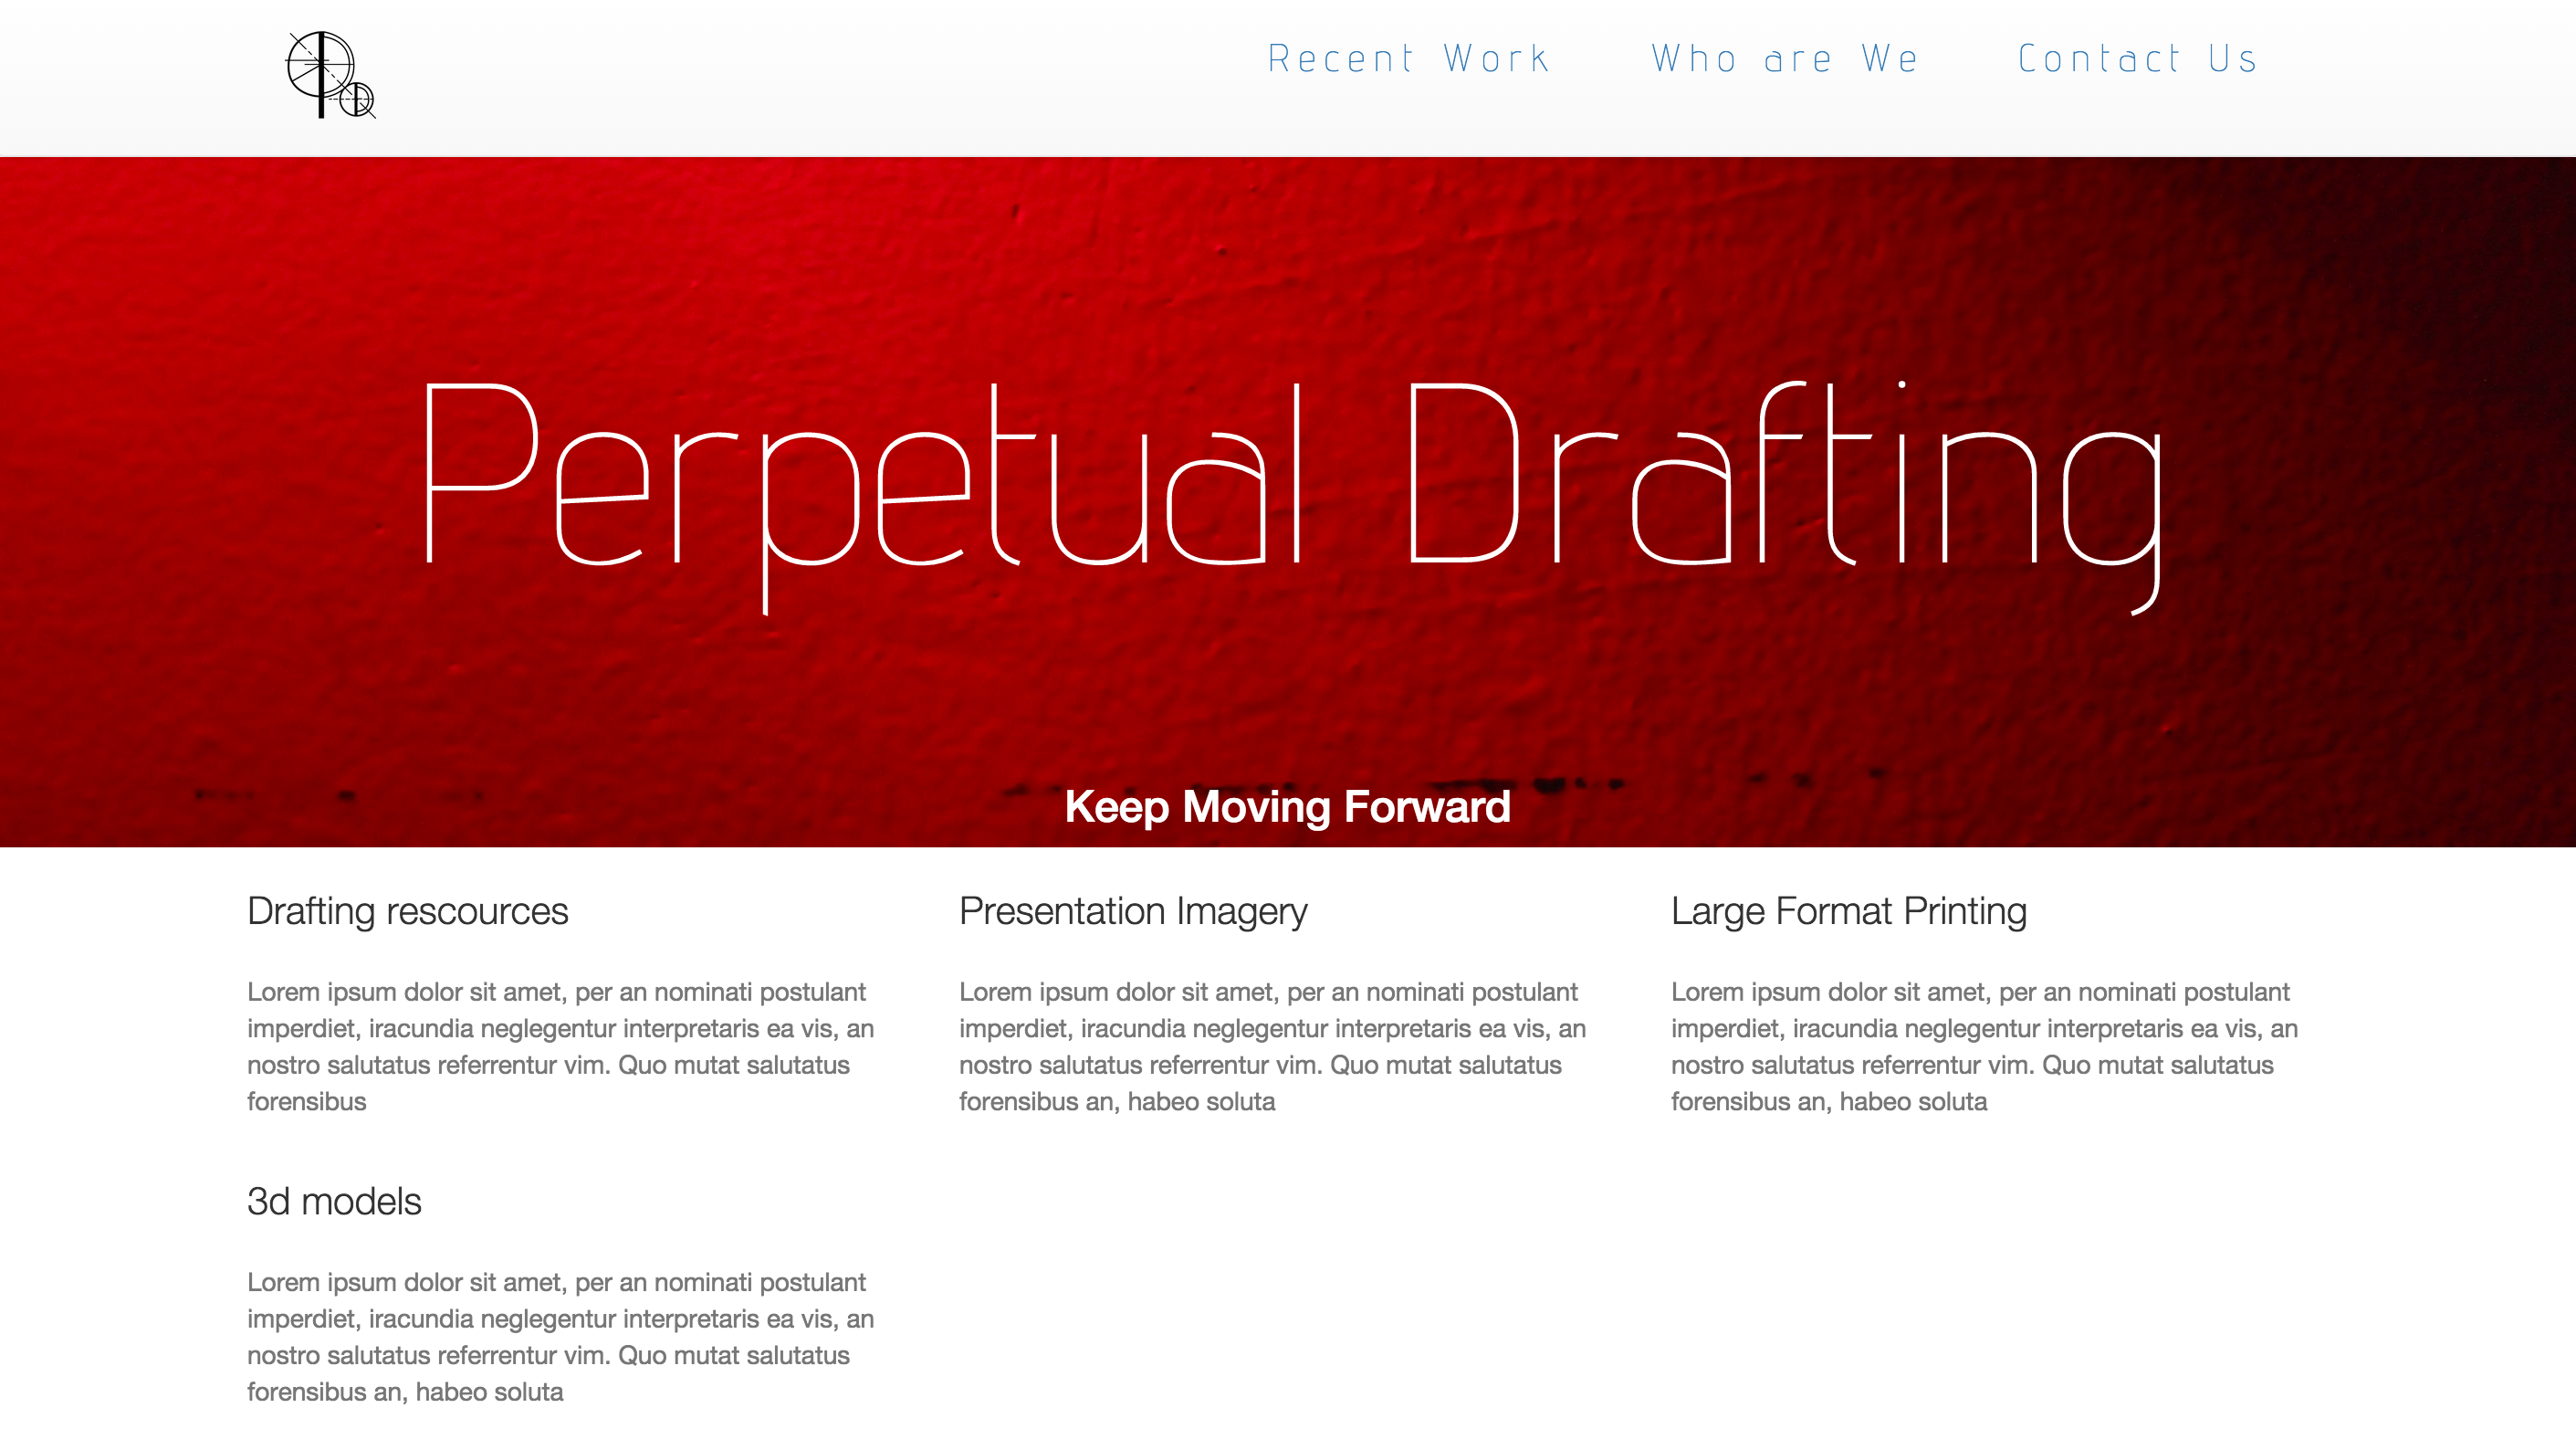 Recent Work
Who are We
Contact Us
Perpetual Drafting
Keep Moving Forward
Drafting rescources
Lorem ipsum dolor sit amet, per an nominati postulant
imperdiet, iracundia neglegentur interpretaris ea vis, an
nostro salutatus referrentur vim. Quo mutat salutatus
forensibus
Presentation Imagery
Lorem ipsum dolor sit amet, per an nominati postulant
imperdiet, iracundia neglegentur interpretaris ea vis, an
nostro salutatus referrentur vim. Quo mutat salutatus
forensibus an, habeo soluta
Large Format Printing
Lorem ipsum dolor sit amet, per an nominati postulant
imperdiet, iracundia neglegentur interpretaris ea vis, an
nostro salutatus referrentur vim. Quo mutat salutatus
forensibus an, habeo soluta
3d models
Lorem ipsum dolor sit amet, per an nominati postulant
imperdiet, iracundia neglegentur interpretaris ea vis, an
nostro salutatus referrentur vim. Quo mutat salutatus
forensibus an, habeo soluta